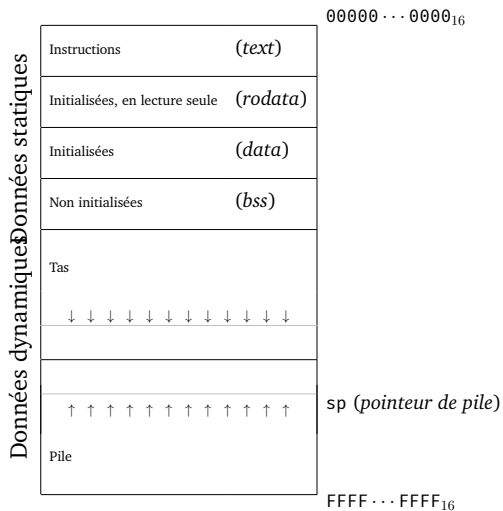 00000···0000₁₆
Instructions (text)
Initialisées, en lecture seule (rodata)
Initialisées (data)
Non initialisées (bss)
Données statiques
Tas
↓ ↓ ↓ ↓ ↓ ↓ ↓ ↓ ↓ ↓ ↓ ↓
Données dynamiques
↑ ↑ ↑ ↑ ↑ ↑ ↑ ↑ ↑ ↑ ↑ ↑
sp (pointeur de pile)
Pile
FFFF···FFFF₁₆